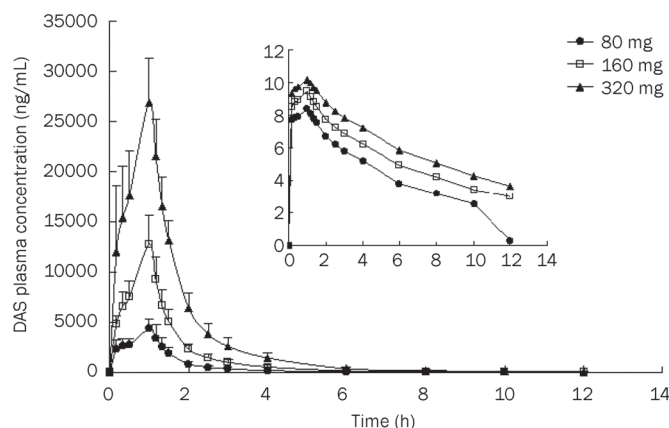 DAS plasma concentration (ng/mL)
35000
30000
25000
20000
15000
10000
5000
0
0 2 4 6 8 10 12 14
Time (h)
12
10
8
6
4
2
0
0 2 4 6 8 10 12 14
80 mg
160 mg
320 mg